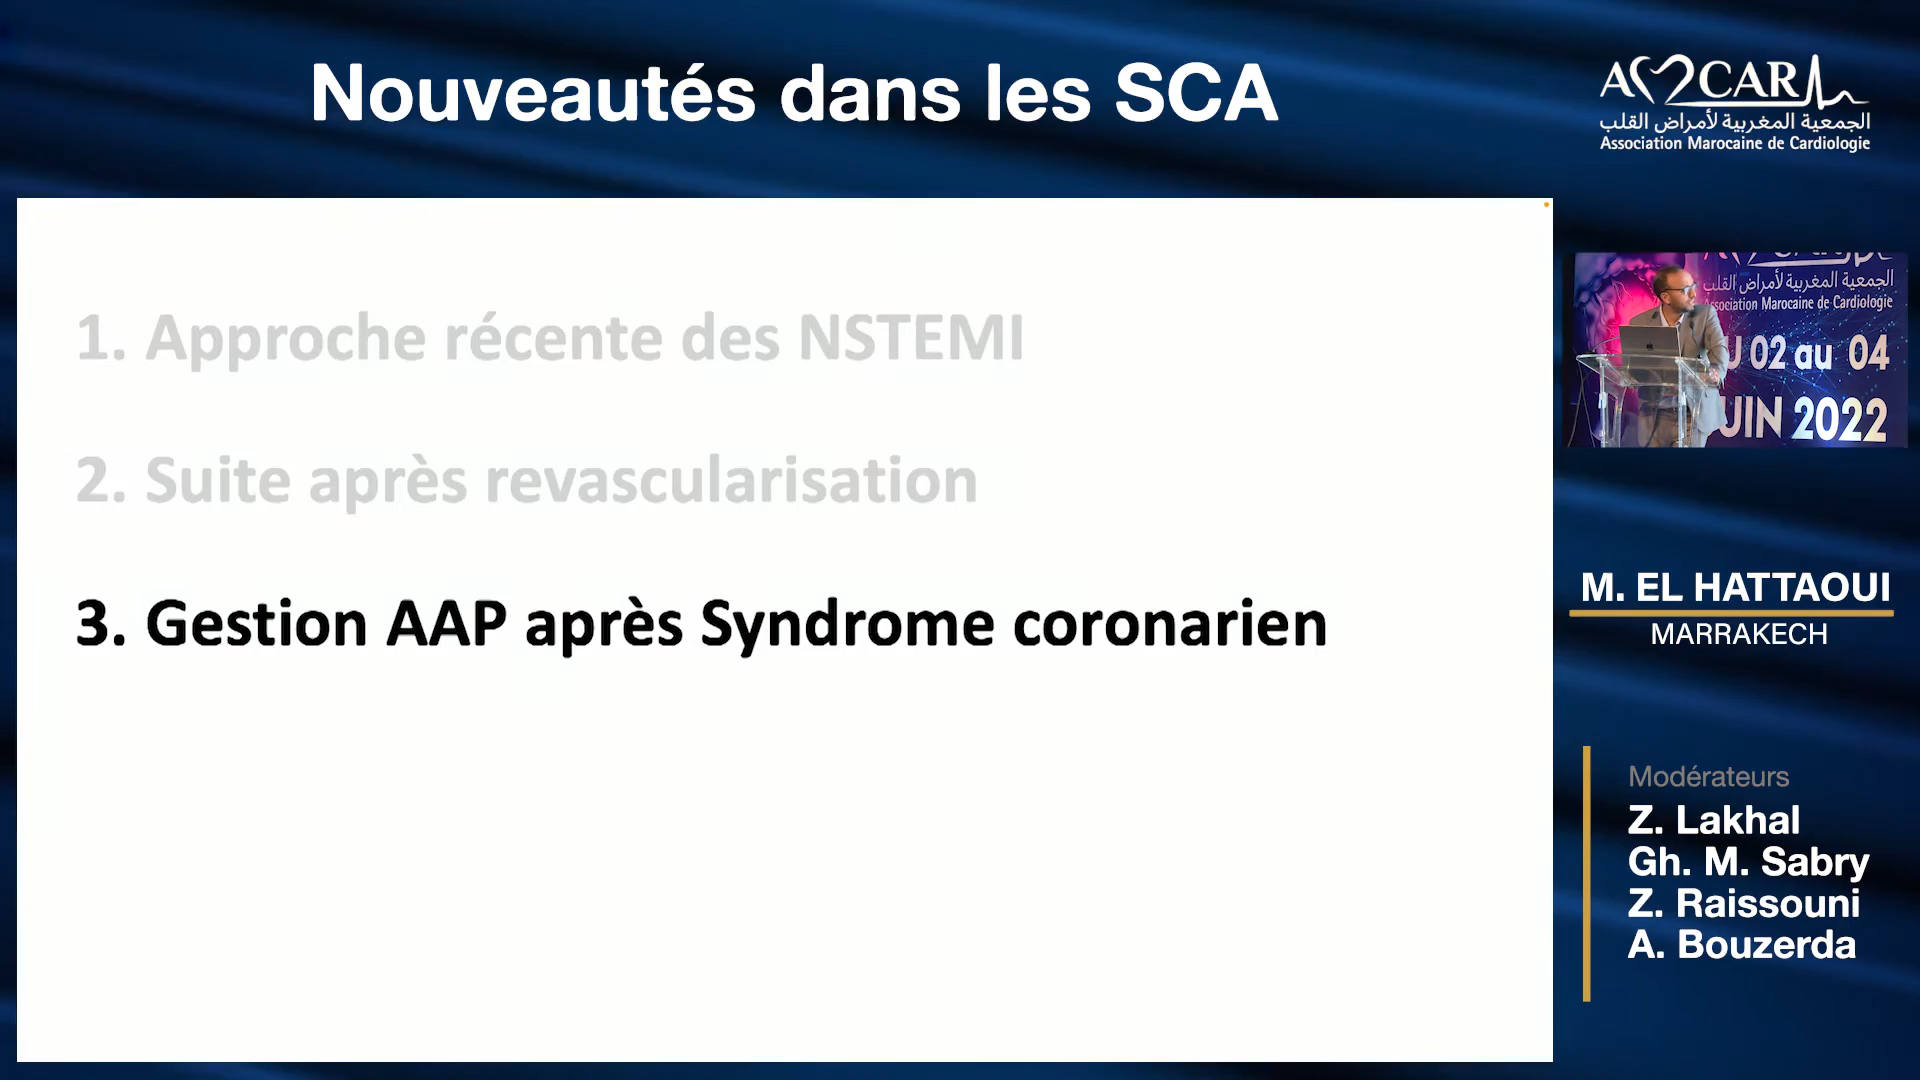 Nouveautés dans les SCA
AMCAR
الجمعية المغربية لأمراض القلب
Association Marocaine de Cardiologie
1. Approche récente des NSTEMI
2. Suite après revascularisation
3. Gestion AAP après Syndrome coronarien
الجمعية المغربية لأمراض القلب
Association Marocaine de Cardiologie
U 02 au 04
UIN 2022
M. EL HATTAOUI
MARRAKECH
Modérateurs
Z. Lakhal
Gh. M. Sabry
Z. Raissouni
A. Bouzerda